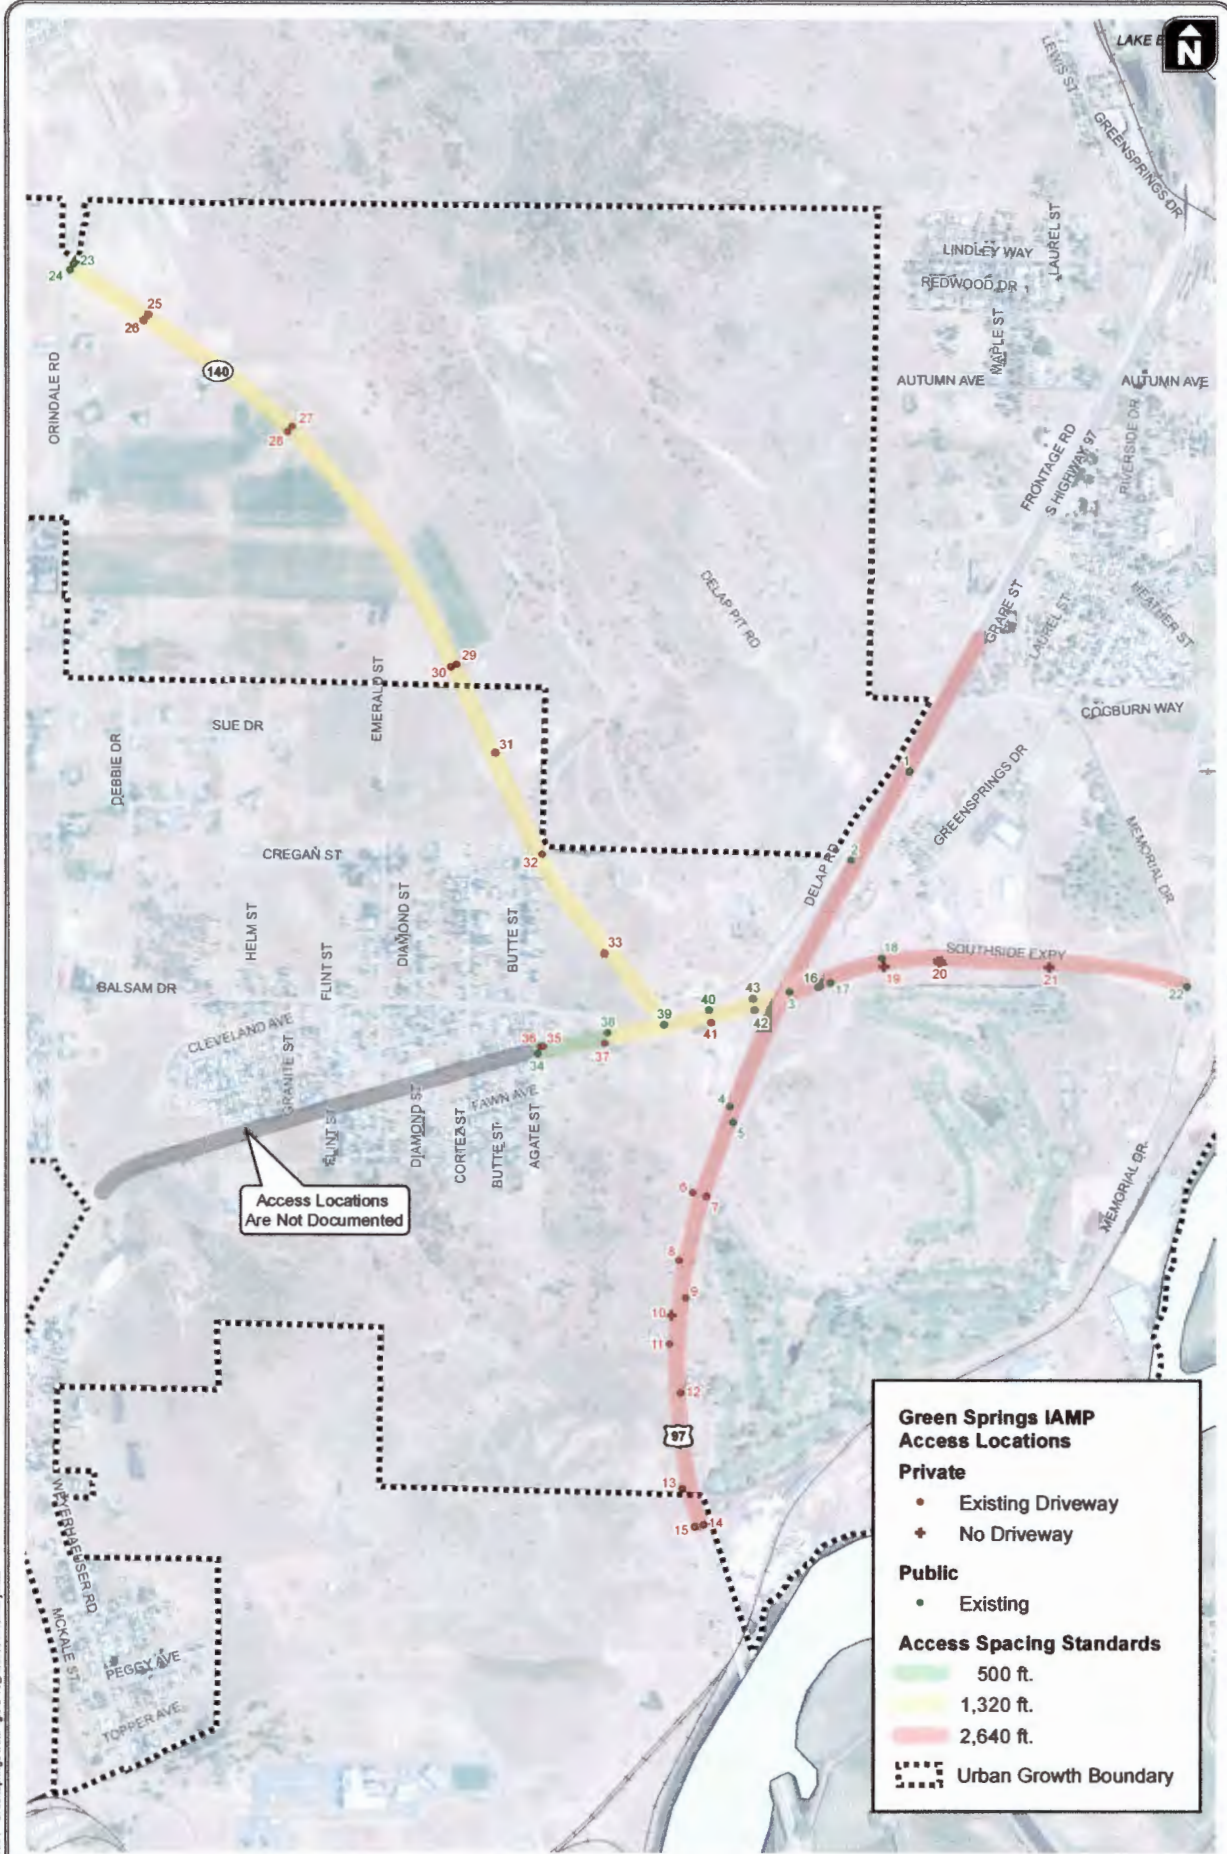 N
LAKE E
LEWIS ST
GREENSPRINGS DR
LINDLEY WAY
LAUREL ST
REDWOOD DR
MAPLE ST
AUTUMN AVE
AUTUMN AVE
RIVERSIDE DR
FRONTAGE RD
S HIGHWAY 97
ORINDALE RD
24
23
25
26
140
27
28
DELAP PIT RD
GRAPE ST
LAUREL ST
HEATHER ST
29
30
EMERALD ST
SUE DR
DEBBIE DR
31
COGBURN WAY
1
GREENSPRINGS DR
MEMORIAL DR
2
DELAP RD
CREGAN ST
32
HELM ST
FLINT ST
DIAMOND ST
BUTTE ST
33
18
SOUTHSIDE EXPY
19
20
21
22
BALSAM DR
CLEVELAND AVE
GRANITE ST
16
17
3
43
42
40
41
39
38
37
36
35
34
FAWN AVE
FLINT ST
DIAMOND ST
CORTEZ ST
BUTTE ST
AGATE ST
4
5
6
7
MEMORIAL DR
Access Locations
Are Not Documented
8
9
10
11
12
97
13
15
14
WEYERHAEUSER RD
MCKALE ST
PEGGY AVE
TOPPER AVE
Green Springs IAMP
Access Locations
Private
Existing Driveway
No Driveway
Public
Existing
Access Spacing Standards
500 ft.
1,320 ft.
2,640 ft.
Urban Growth Boundary